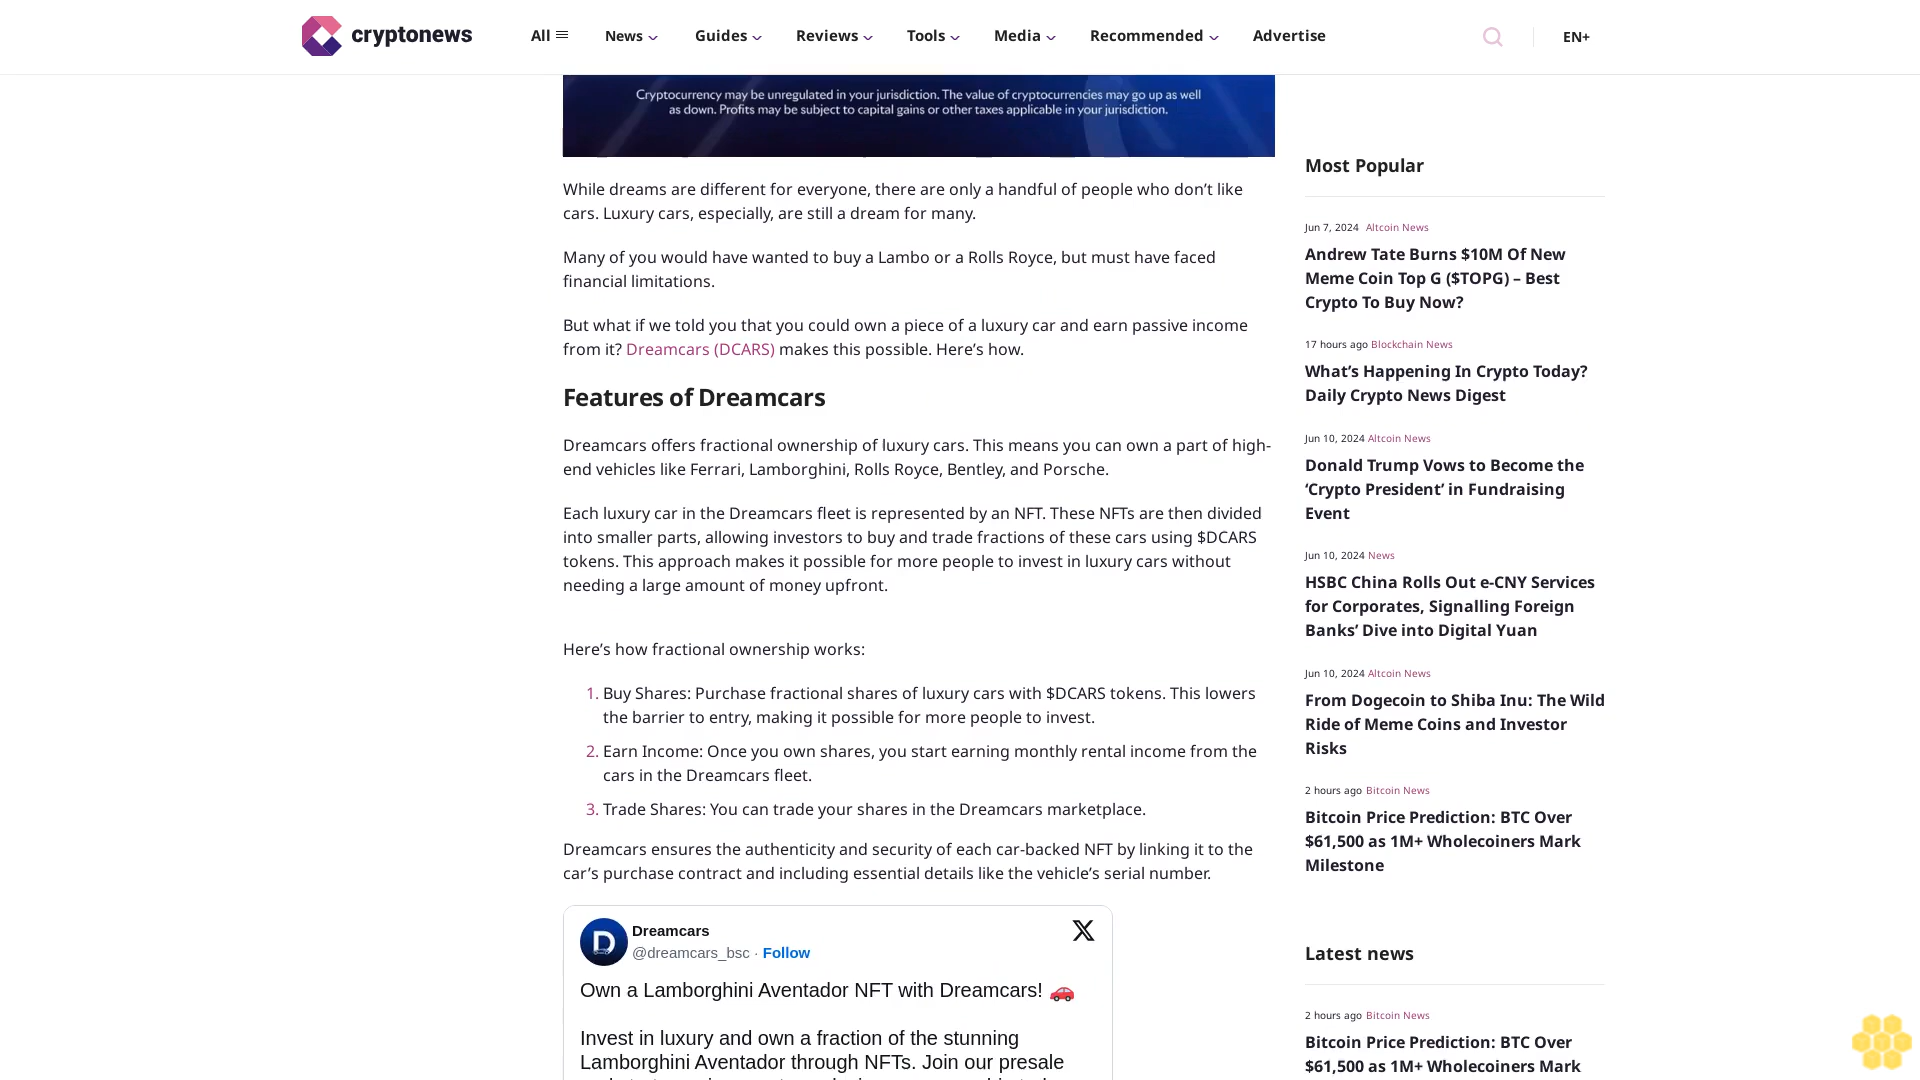 cryptonews
All
News
Guides
Reviews
Tools
Media
Recommended
Advertise
EN+
Cryptocurrency may be unregulated in your jurisdiction. The value of cryptocurrencies may go up as well
as down. Profits may be subject to capital gains or other taxes applicable in your jurisdiction.
While dreams are different for everyone, there are only a handful of people who don’t like
cars. Luxury cars, especially, are still a dream for many.
Many of you would have wanted to buy a Lambo or a Rolls Royce, but must have faced
financial limitations.
But what if we told you that you could own a piece of a luxury car and earn passive income
from it? Dreamcars (DCARS) makes this possible. Here’s how.
Features of Dreamcars
Dreamcars offers fractional ownership of luxury cars. This means you can own a part of high-
end vehicles like Ferrari, Lamborghini, Rolls Royce, Bentley, and Porsche.
Each luxury car in the Dreamcars fleet is represented by an NFT. These NFTs are then divided
into smaller parts, allowing investors to buy and trade fractions of these cars using $DCARS
tokens. This approach makes it possible for more people to invest in luxury cars without
needing a large amount of money upfront.
Here’s how fractional ownership works:
1. Buy Shares: Purchase fractional shares of luxury cars with $DCARS tokens. This lowers
the barrier to entry, making it possible for more people to invest.
2. Earn Income: Once you own shares, you start earning monthly rental income from the
cars in the Dreamcars fleet.
3. Trade Shares: You can trade your shares in the Dreamcars marketplace.
Dreamcars ensures the authenticity and security of each car-backed NFT by linking it to the
car’s purchase contract and including essential details like the vehicle’s serial number.
Dreamcars
@dreamcars_bsc · Follow
Own a Lamborghini Aventador NFT with Dreamcars!
Invest in luxury and own a fraction of the stunning
Lamborghini Aventador through NFTs. Join our presale
Most Popular
Jun 7, 2024 Altcoin News
Andrew Tate Burns $10M Of New
Meme Coin Top G ($TOPG) – Best
Crypto To Buy Now?
17 hours ago Blockchain News
What’s Happening In Crypto Today?
Daily Crypto News Digest
Jun 10, 2024 Altcoin News
Donald Trump Vows to Become the
‘Crypto President’ in Fundraising
Event
Jun 10, 2024 News
HSBC China Rolls Out e-CNY Services
for Corporates, Signalling Foreign
Banks’ Dive into Digital Yuan
Jun 10, 2024 Altcoin News
From Dogecoin to Shiba Inu: The Wild
Ride of Meme Coins and Investor
Risks
2 hours ago Bitcoin News
Bitcoin Price Prediction: BTC Over
$61,500 as 1M+ Wholecoiners Mark
Milestone
Latest news
2 hours ago Bitcoin News
Bitcoin Price Prediction: BTC Over
$61,500 as 1M+ Wholecoiners Mark